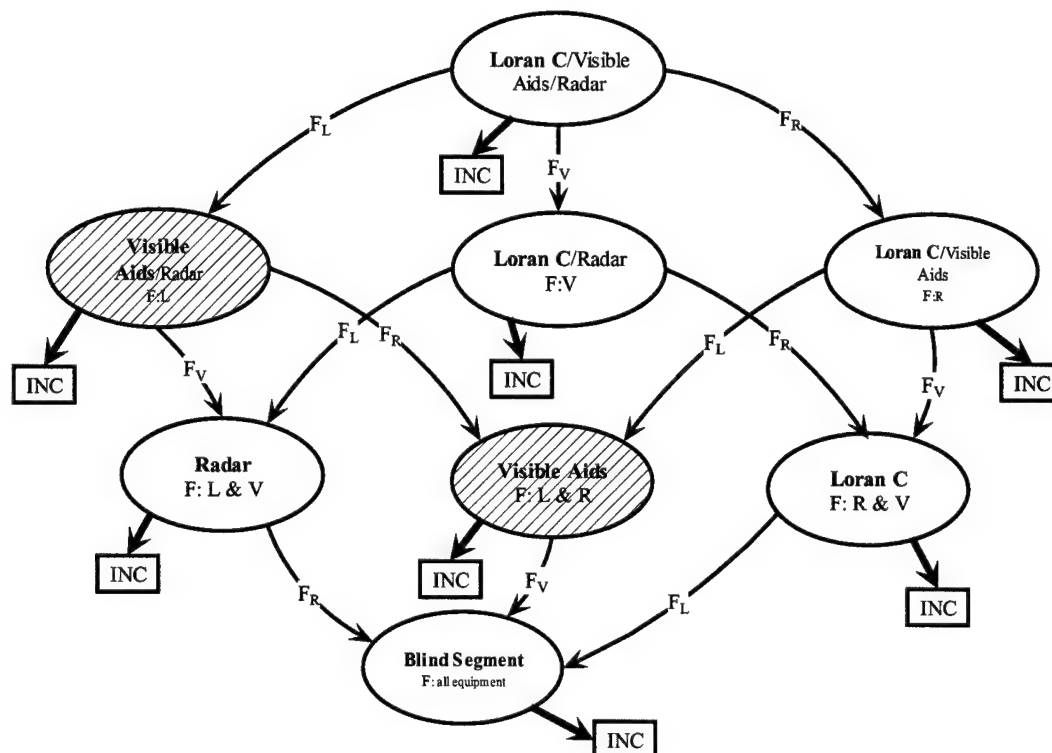 Loran C/Visible
Aids/Radar
F_L
F_R
INC
F_V
Visible
Aids/Radar
F:L
Loran C/Radar
F:V
Loran C/Visible
Aids
F:R
F_L
F_R
F_R
F_L
INC
F_V
INC
INC
F_V
Radar
F: L & V
Visible Aids
F: L & R
Loran C
F: R & V
INC
INC
INC
F_R
F_V
F_L
Blind Segment
F: all equipment
INC